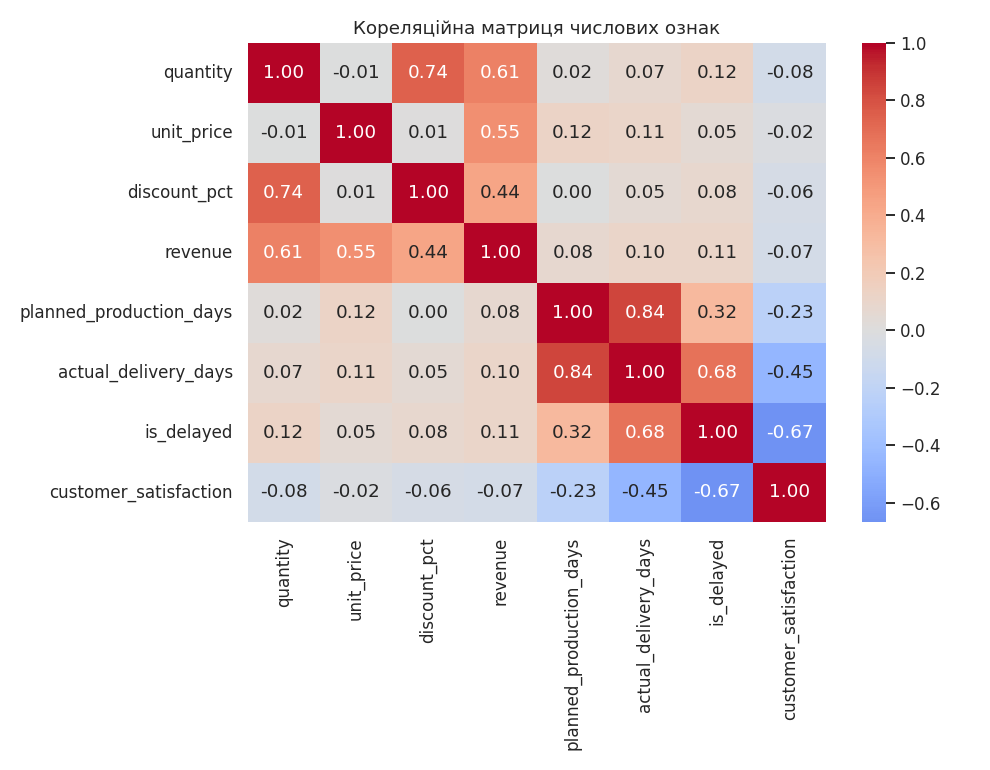 Кореляційна матриця числових ознак
quantity 1.00 -0.01 0.74 0.61 0.02 0.07 0.12 -0.08
unit_price -0.01 1.00 0.01 0.55 0.12 0.11 0.05 -0.02
discount_pct 0.74 0.01 1.00 0.44 0.00 0.05 0.08 -0.06
revenue 0.61 0.55 0.44 1.00 0.08 0.10 0.11 -0.07
planned_production_days 0.02 0.12 0.00 0.08 1.00 0.84 0.32 -0.23
actual_delivery_days 0.07 0.11 0.05 0.10 0.84 1.00 0.68 -0.45
is_delayed 0.12 0.05 0.08 0.11 0.32 0.68 1.00 -0.67
customer_satisfaction -0.08 -0.02 -0.06 -0.07 -0.23 -0.45 -0.67 1.00
quantity
unit_price
discount_pct
revenue
planned_production_days
actual_delivery_days
is_delayed
customer_satisfaction
1.0
0.8
0.6
0.4
0.2
0.0
−0.2
−0.4
−0.6